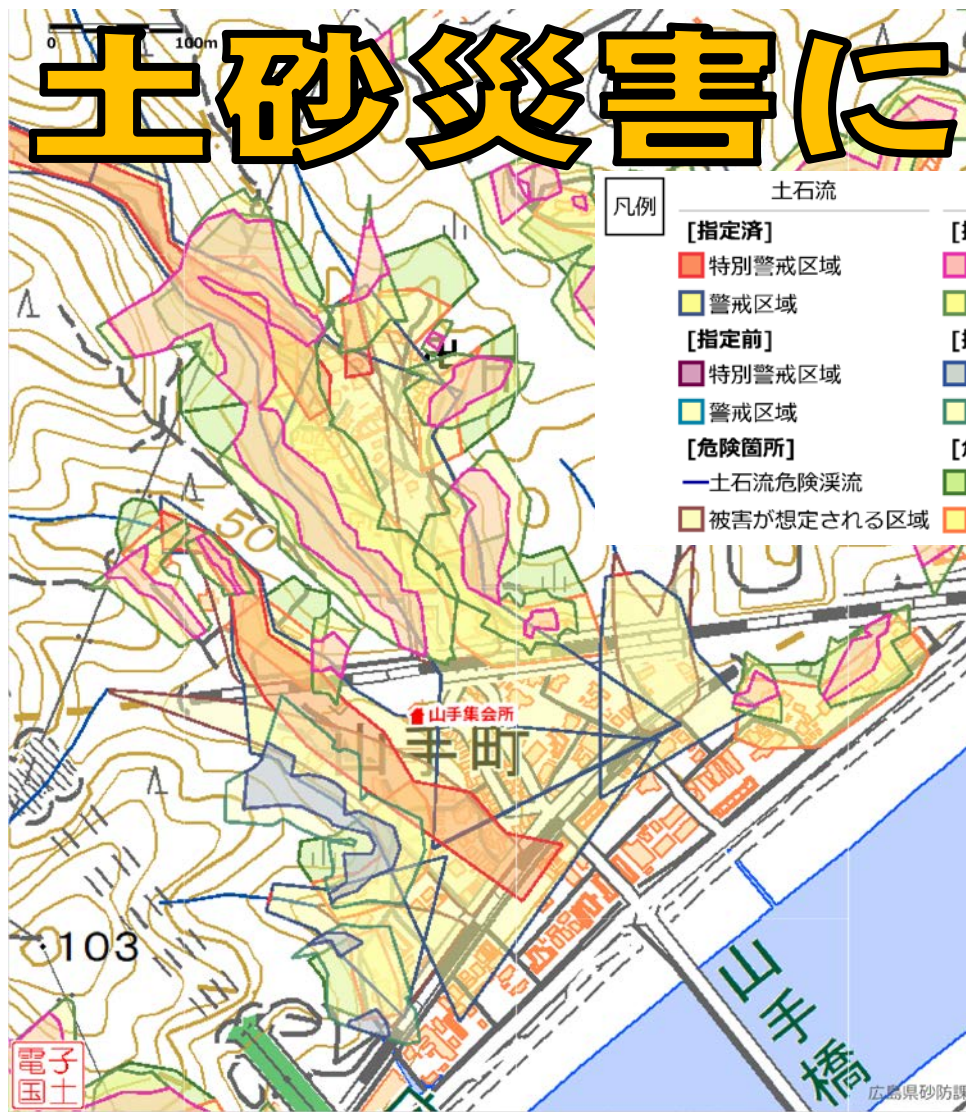 0 100m
土砂災害に
凡例
土石流
[指定済]
特別警戒区域
警戒区域
[指定前]
特別警戒区域
警戒区域
[危険箇所]
土石流危険渓流
被害が想定される区域
50
山手集会所
山手町
103
山手橋
電子
国土
広島県砂防課